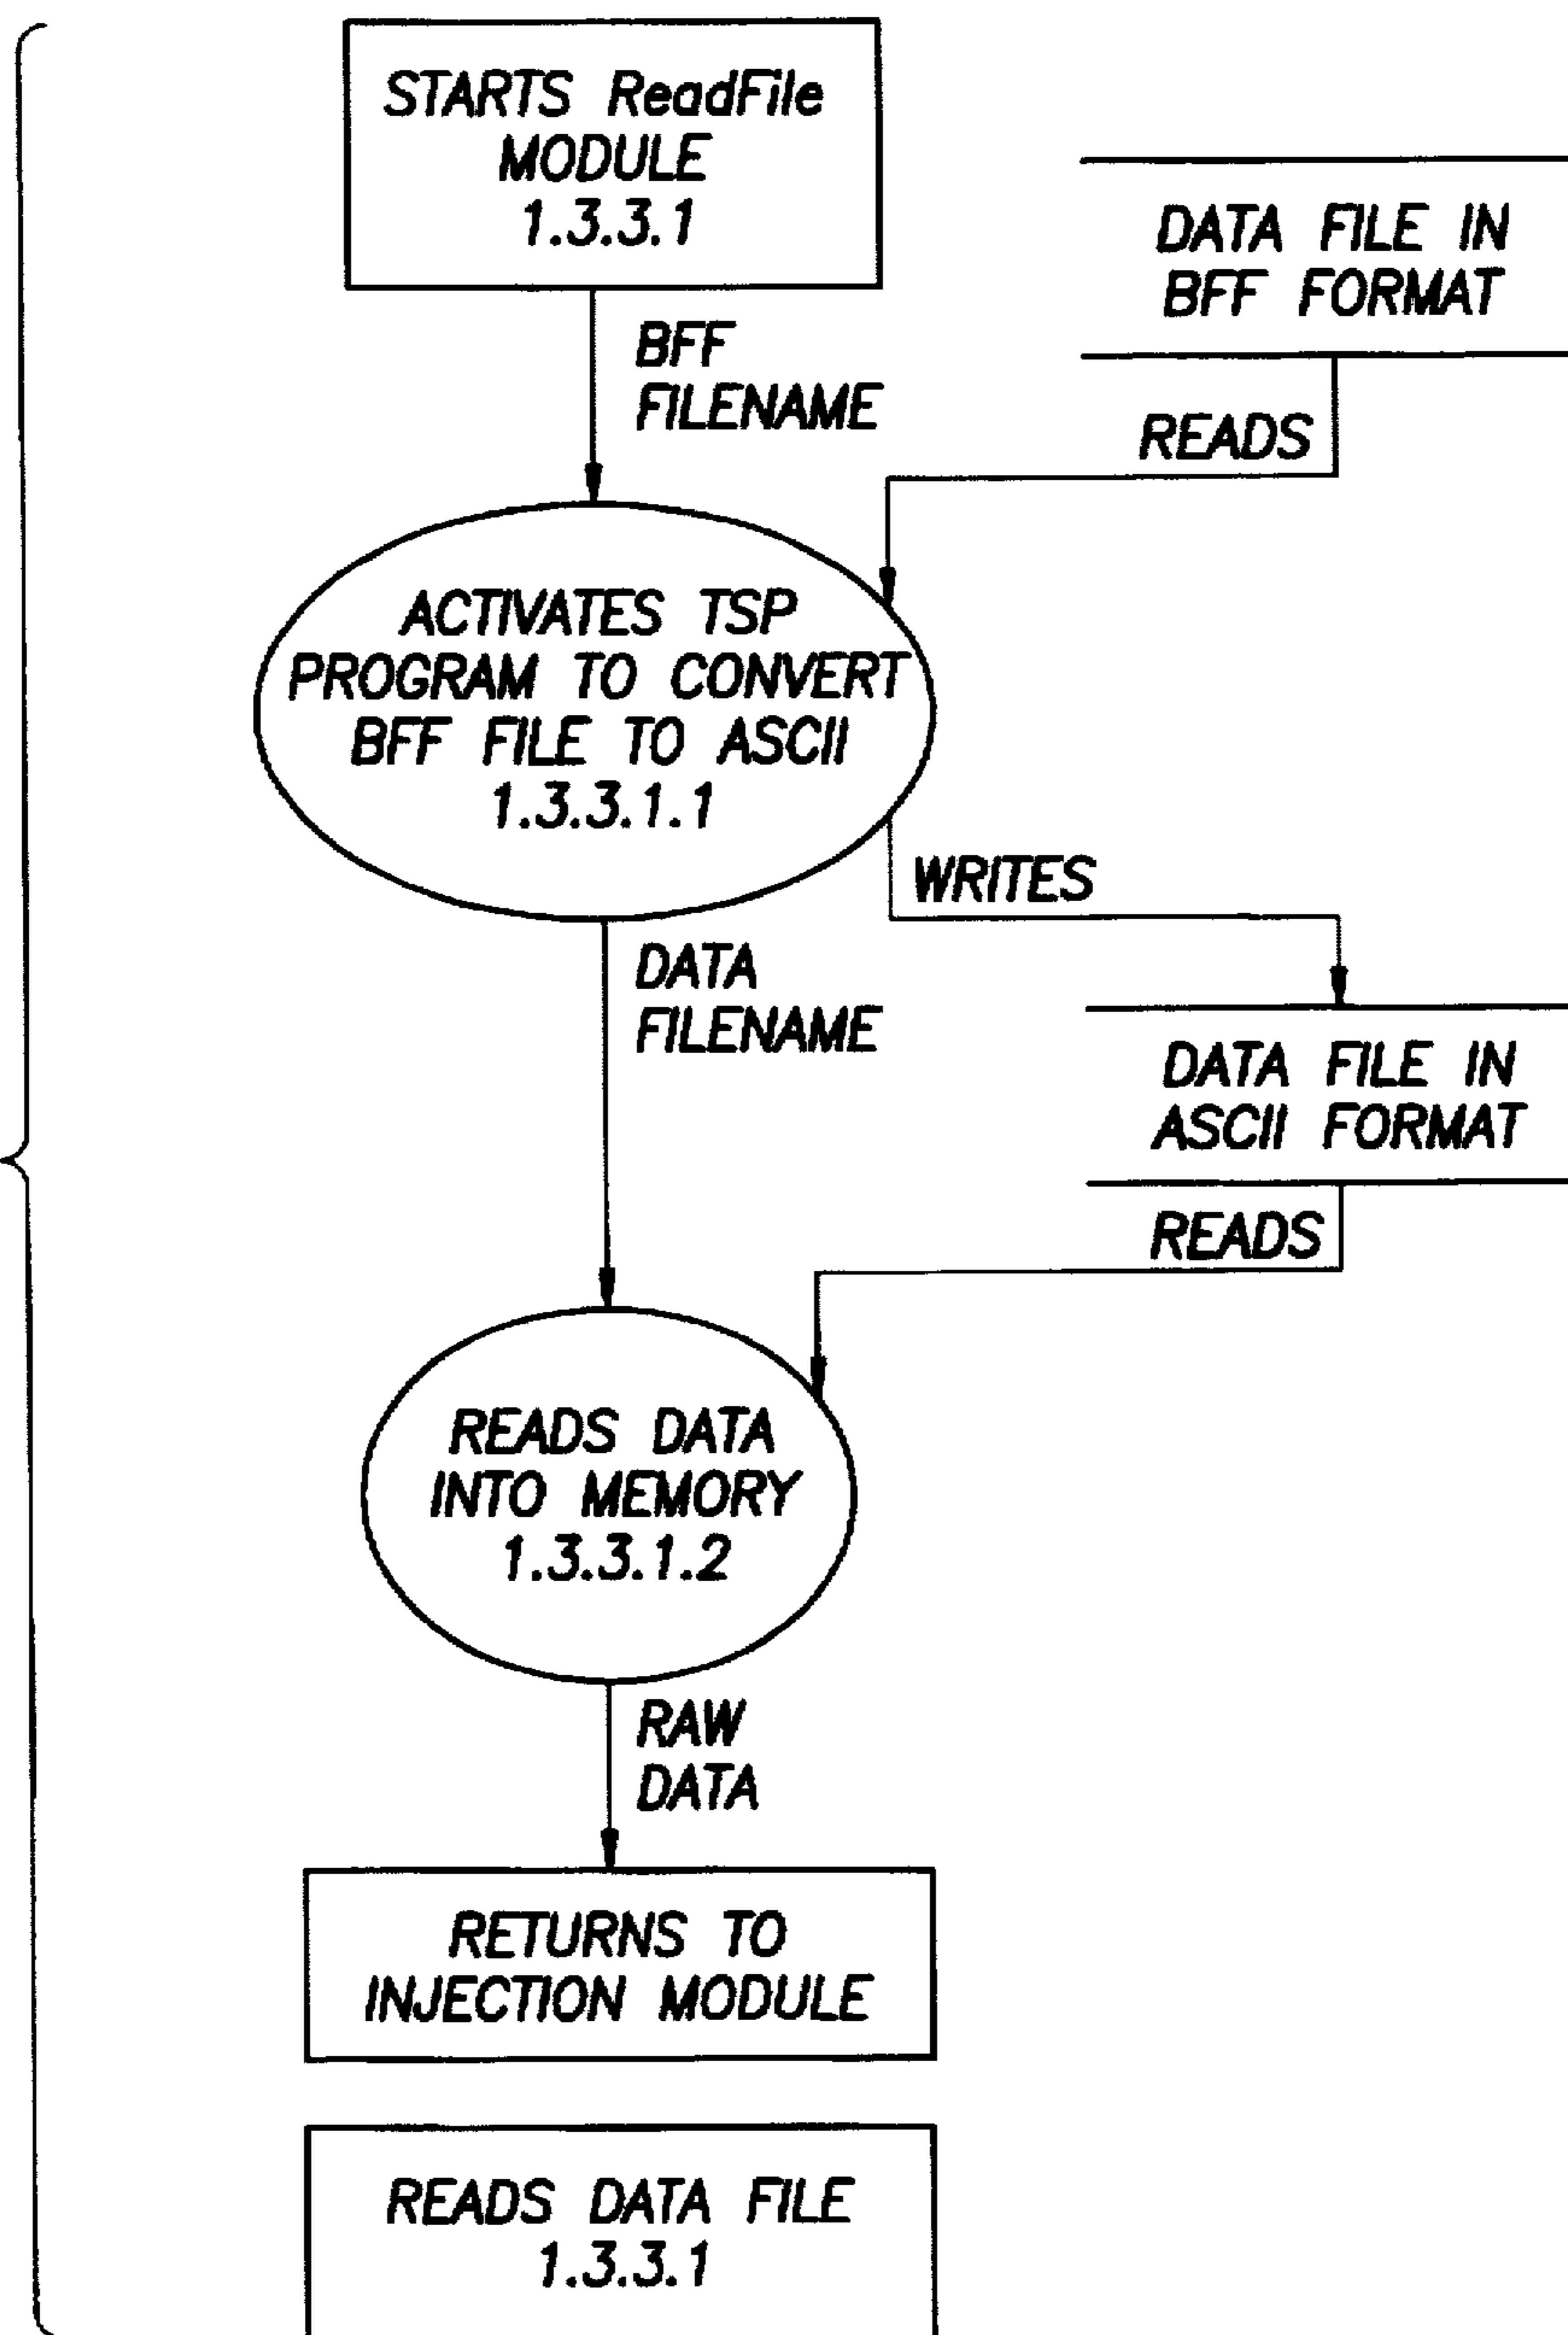 STARTS ReadFile
MODULE
1.3.3.1
DATA FILE IN
BFF FORMAT
BFF
FILENAME
READS
ACTIVATES TSP
PROGRAM TO CONVERT
BFF FILE TO ASCII
1.3.3.1.1
WRITES
DATA
FILENAME
DATA FILE IN
ASCII FORMAT
READS
READS DATA
INTO MEMORY
1.3.3.1.2
RAW
DATA
RETURNS TO
INJECTION MODULE
READS DATA FILE
1.3.3.1